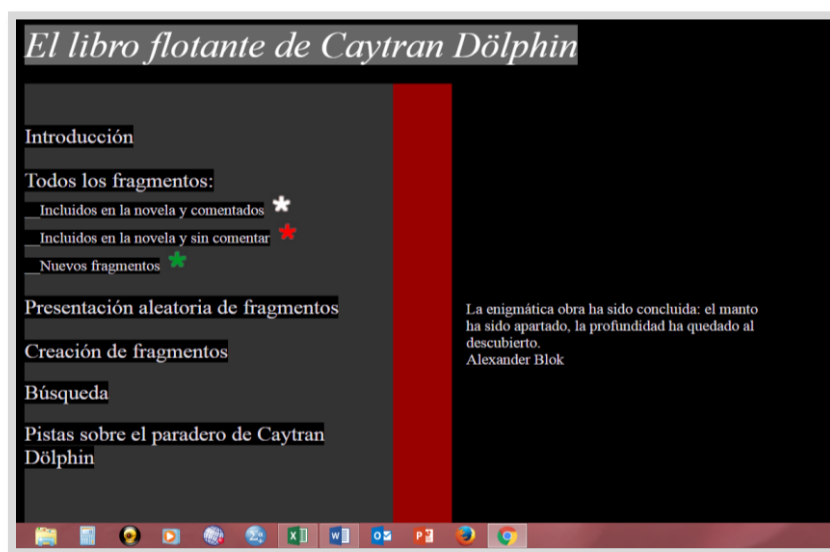 El libro flotante de Caytran Dölphin
Introducción
Todos los fragmentos:
__Incluidos en la novela y comentados *
__Incluidos en la novela y sin comentar *
__Nuevos fragmentos *
Presentación aleatoria de fragmentos
Creación de fragmentos
Búsqueda
Pistas sobre el paradero de Caytran
Dölphin
La enigmática obra ha sido concluida: el manto
ha sido apartado, la profundidad ha quedado al
descubierto.
Alexander Blok